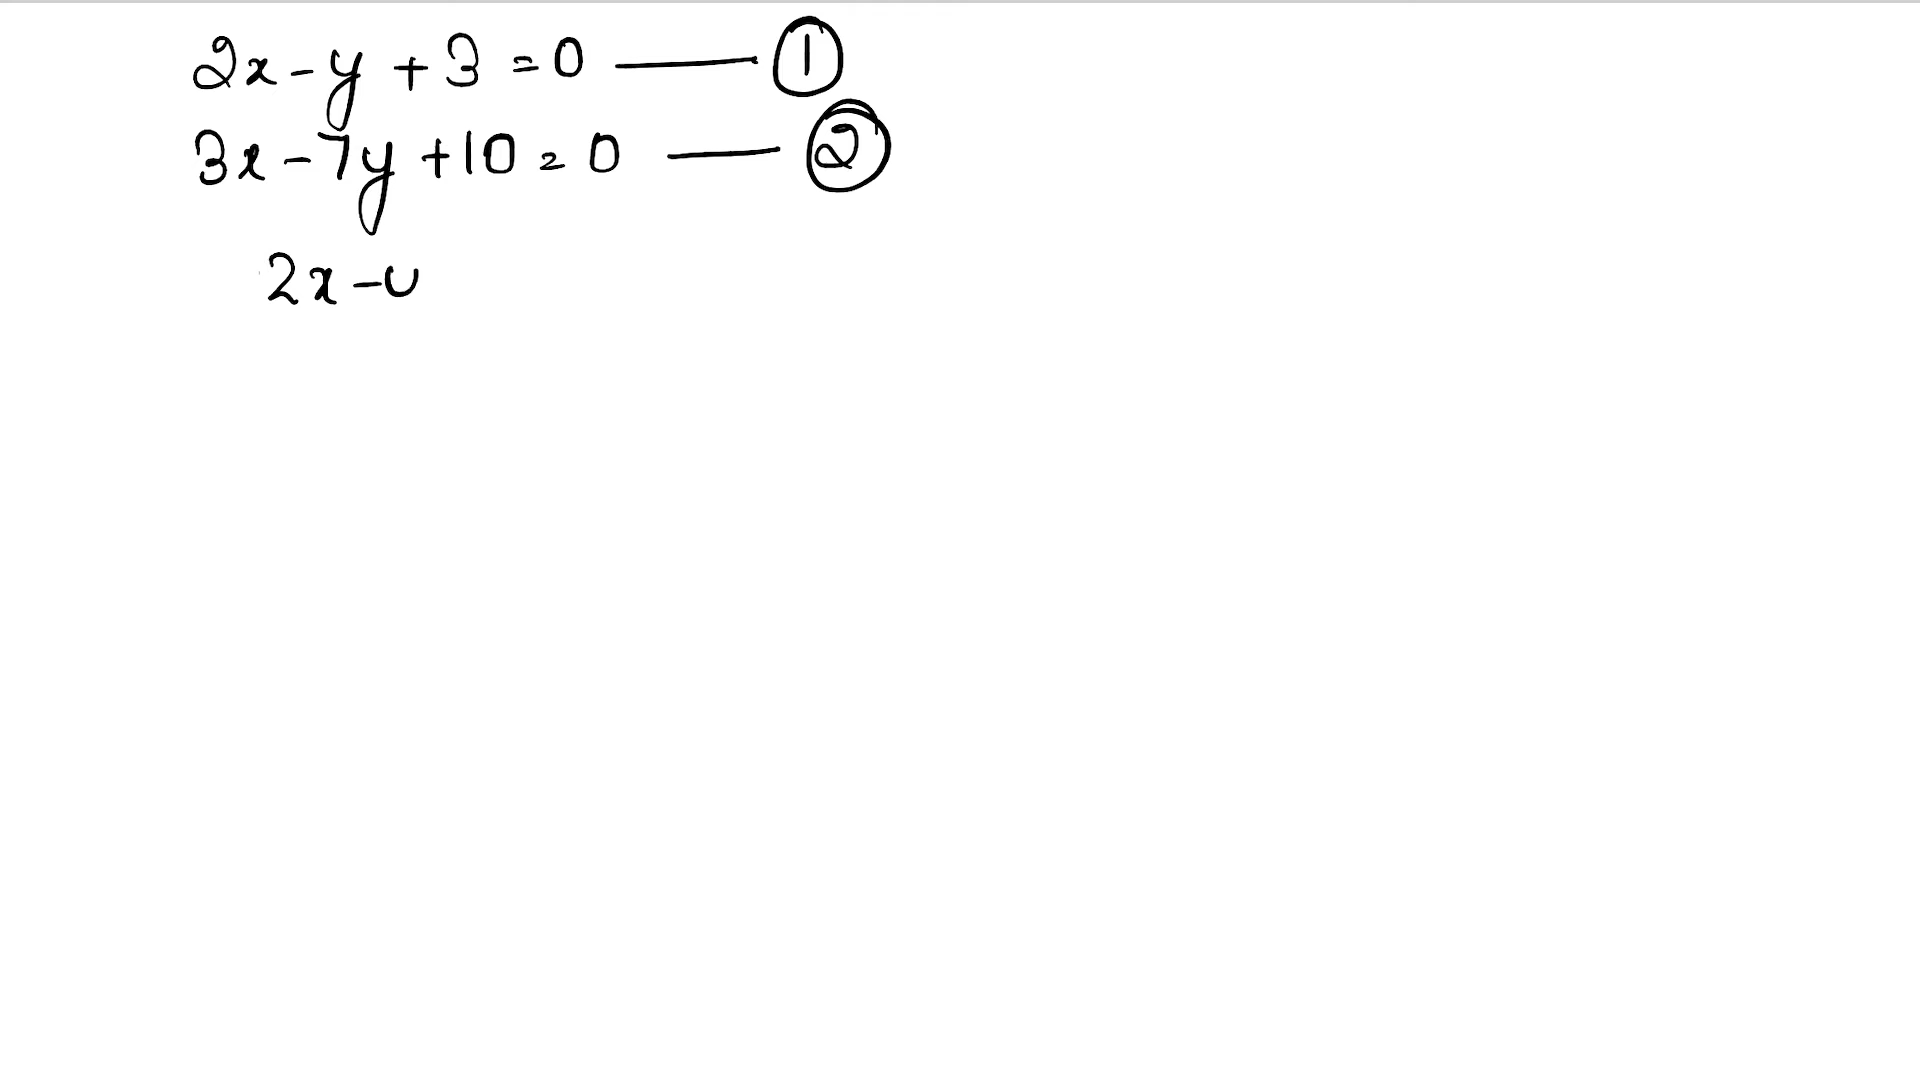 2x - y + 3 = 0 —— ①
3x - 7y + 10 = 0 —— ②
2x - u